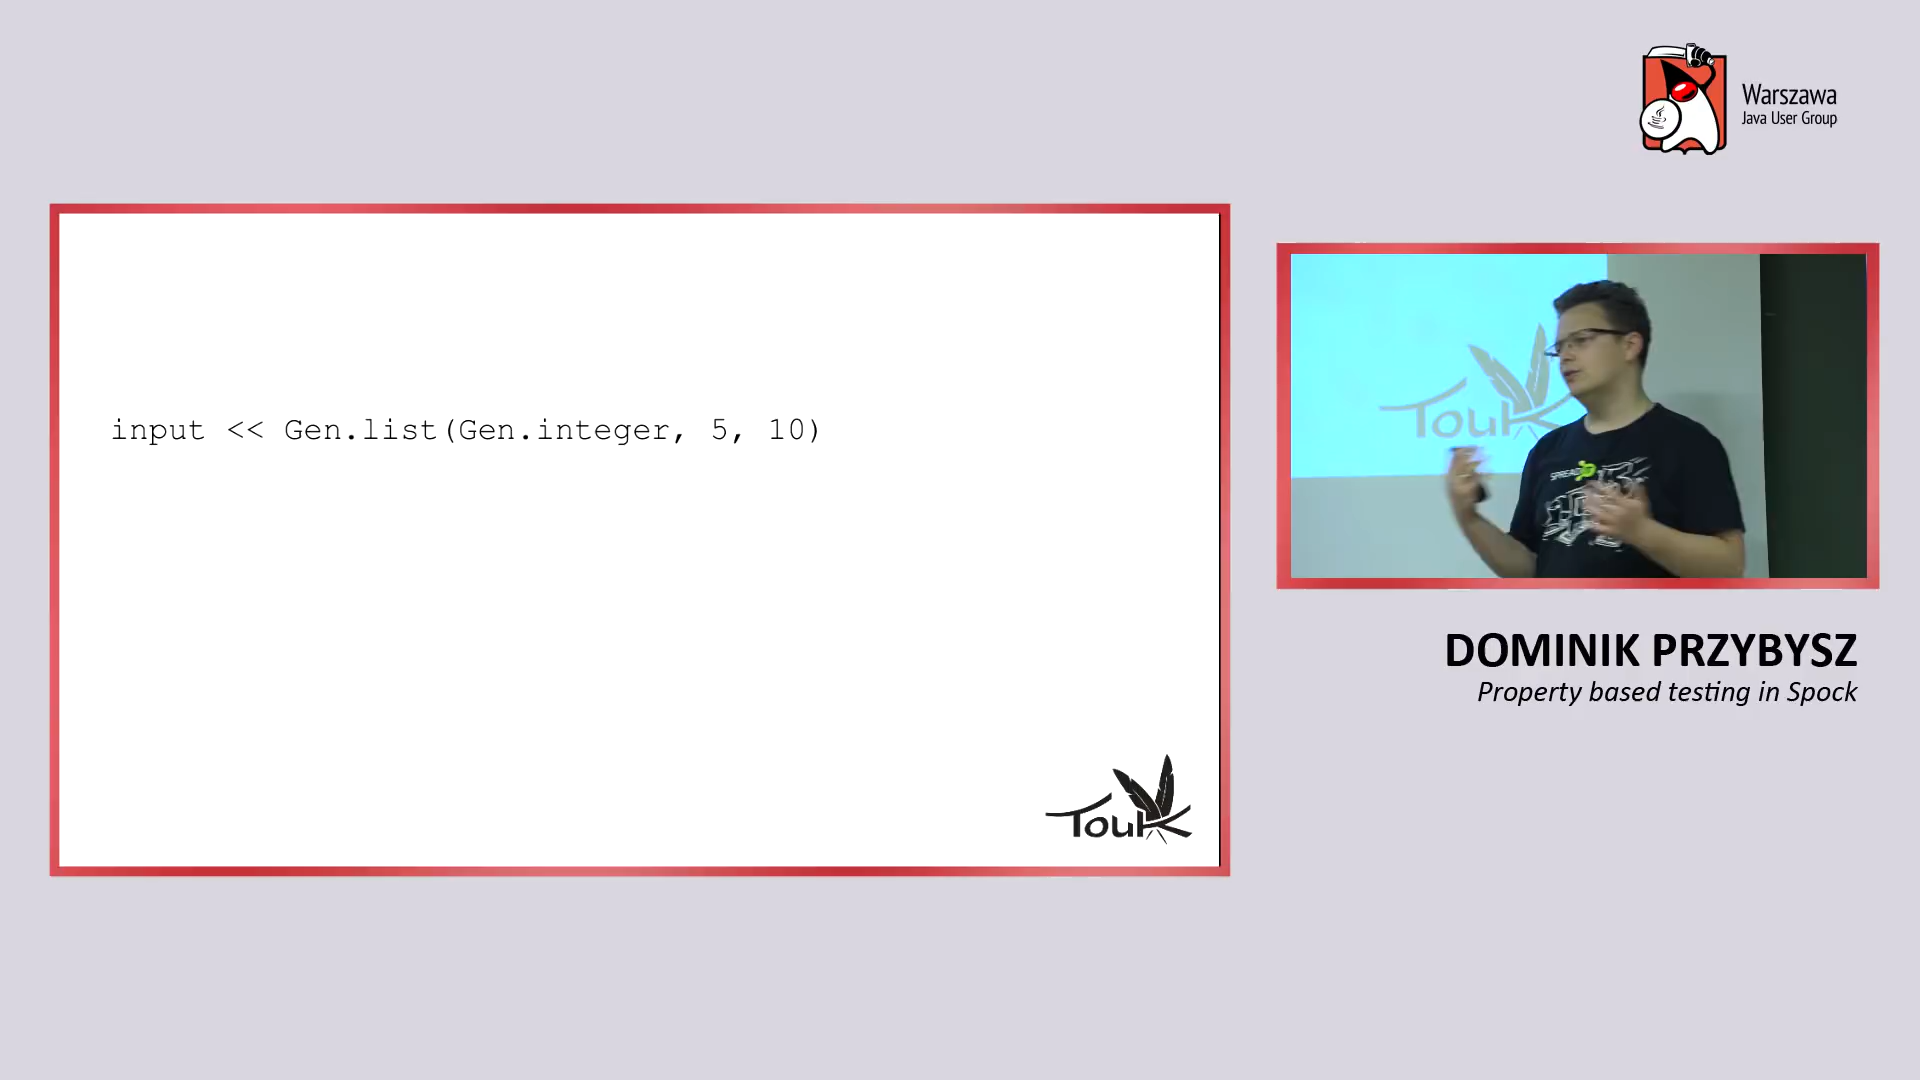 Warszawa
Java User Group
input << Gen.list(Gen.integer, 5, 10)
Touk
SPREAD
Touk
DOMINIK PRZYBYSZ
Property based testing in Spock